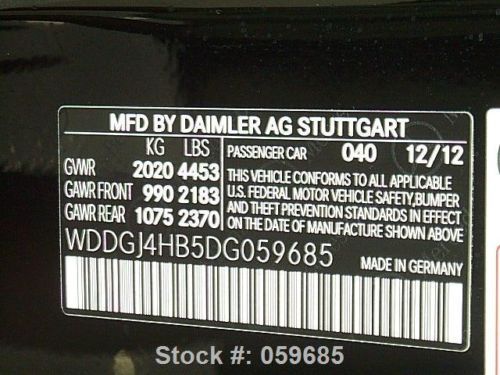 MFD BY DAIMLER AG STUTTGART
KG LBS
GVWR 2020 4453
GAWR FRONT 990 2183
GAWR REAR 1075 2370
PASSENGER CAR 040 12/12
THIS VEHICLE CONFORMS TO ALL APPLICABLE
U.S. FEDERAL MOTOR VEHICLE SAFETY, BUMPER
AND THEFT PREVENTION STANDARDS IN EFFECT
ON THE DATE OF MANUFACTURE SHOWN ABOVE
WDDGJ4HB5DG059685
MADE IN GERMANY
Stock #: 059685